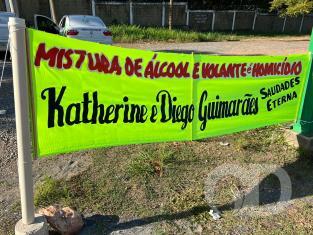 MISTURA DE ÁLCOOL E VOLANTE É HOMICÍDIO
Katherine e Diego Guimarães
SAUDADES
ETERNA